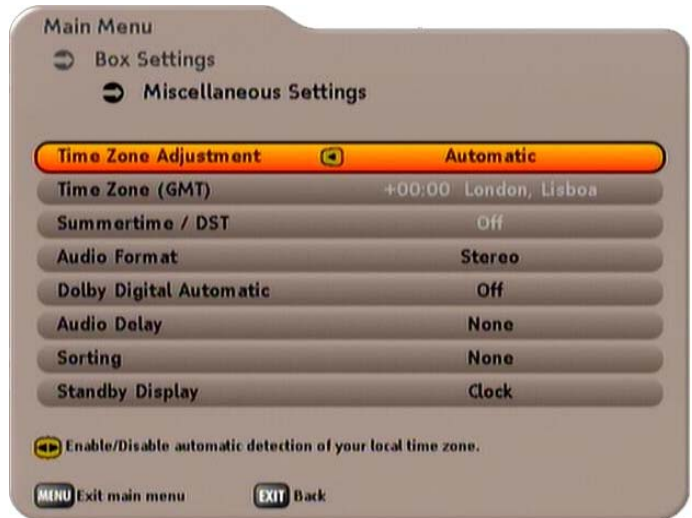 Main Menu
Box Settings
Miscellaneous Settings
Time Zone Adjustment Automatic
Time Zone (GMT) +00:00 London, Lisboa
Summertime / DST Off
Audio Format Stereo
Dolby Digital Automatic Off
Audio Delay None
Sorting None
Standby Display Clock
Enable/Disable automatic detection of your local time zone.
MENU Exit main menu EXIT Back